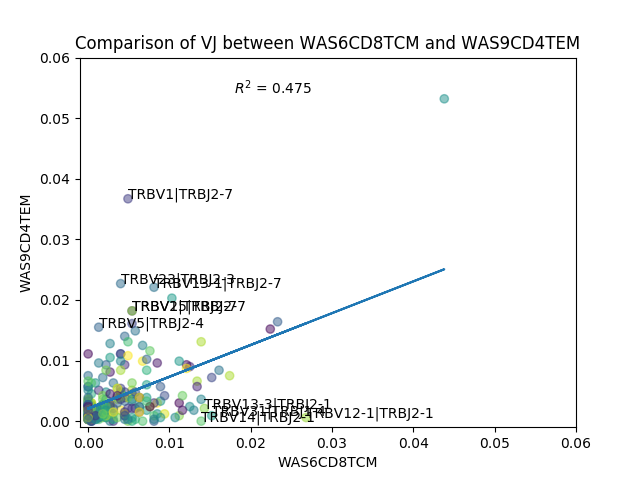 Comparison of VJ between WAS6CD8TCM and WAS9CD4TEM
0.06
R² = 0.475
0.05
0.04
TRBV1|TRBJ2-7
WAS9CD4TEM
0.03
TRBV23|TRBJ2-3
TRBV13-1|TRBJ2-7
0.02
TRBV5|TRBJ2-4
0.01
TRBV13-3|TRBJ2-1
TRBV12-1|TRBJ2-1
TRBV14|TRBJ2-1
0.00
0.00 0.01 0.02 0.03 0.04 0.05 0.06
WAS6CD8TCM